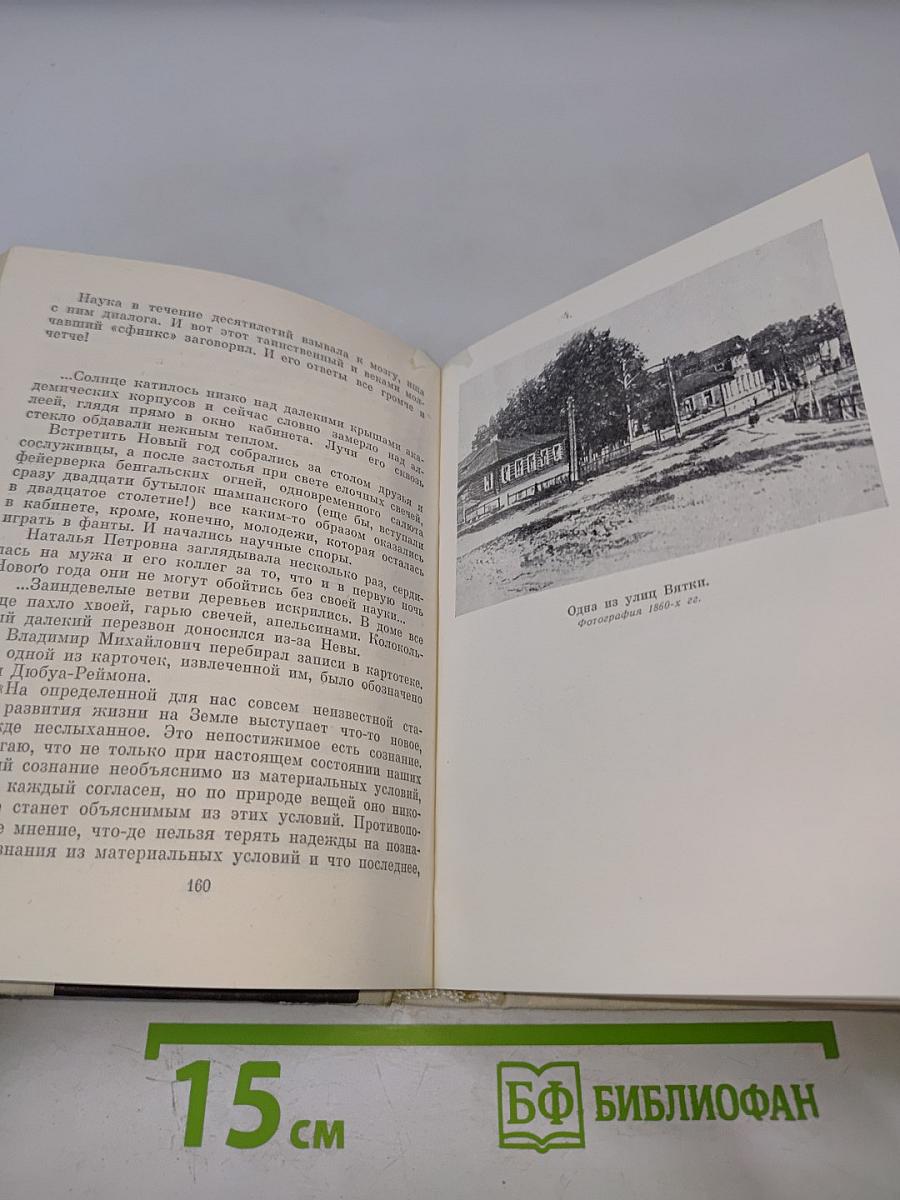 Наука в течение десятилетий взывала к мозгу, ища
с ним диалога. И вот этот таинственный и веками мол-
чавший «сфинкс» заговорил. И его ответы все громче и
четче!
...Солнце катилось низко над далекими крышами ака-
демических корпусов и сейчас словно замерло над ал-
леей, глядя прямо в окно кабинета. Лучи его сквозь
стекло обдавали нежным теплом.
Встретить Новый год собрались за столом друзья и
сослуживцы, а после застолья при свете елочных свечей,
фейерверка бенгальских огней, одновременного салюта
сразу двадцати бутылок шампанского (еще бы, вступали
в двадцатое столетие!) все каким-то образом оказались
в кабинете, кроме, конечно, молодежи, которая осталась
играть в фанты. И начались научные споры.
Наталья Петровна заглядывала несколько раз, серди-
лась на мужа и его коллег за то, что и в первую ночь
Нового года они не могут обойтись без своей науки...
...Заиндевелые ветви деревьев искрились. В доме все
ще пахло хвоей, гарью свечей, апельсинами. Колоколь-
ый далекий перезвон доносился из-за Невы.
Владимир Михайлович перебирал записи в картотеке.
одной из карточек, извлеченной им, было обозначено
и Дюбуа-Реймона.
«На определенной для нас совсем неизвестной ста-
развития жизни на Земле выступает что-то новое,
жде неслыханное. Это непостижимое есть сознание.
гаю, что не только при настоящем состоянии наших
ий сознание необъяснимо из материальных условий,
каждый согласен, но по природе вещей оно нико-
станет объяснимым из этих условий. Противопо-
е мнение, что-де нельзя терять надежды на позна-
знания из материальных условий и что последнее,
160
Одна из улиц Вятки.
Фотография 1860-х гг.
15 см
БФ БИБЛИОФАН